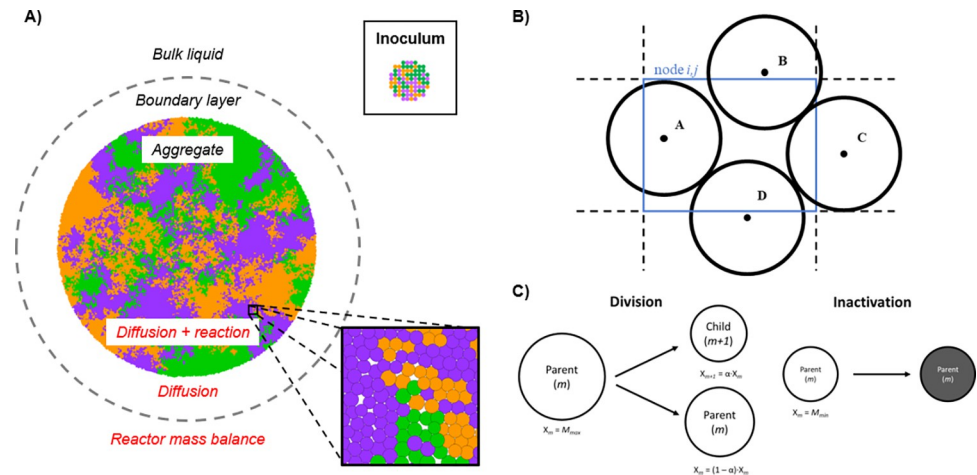 A)
Bulk liquid
Boundary layer
Aggregate
Diffusion + reaction
Diffusion
Reactor mass balance
Inoculum
B)
node i,j
A
B
C
D
C)
Division
Parent
(m)
Xm = Mmax
Child
(m+1)
Xm+1 = α·Xm
Parent
(m)
Xm = (1 − α)·Xm
Inactivation
Parent
(m)
Xm = Mmin
Parent
(m)